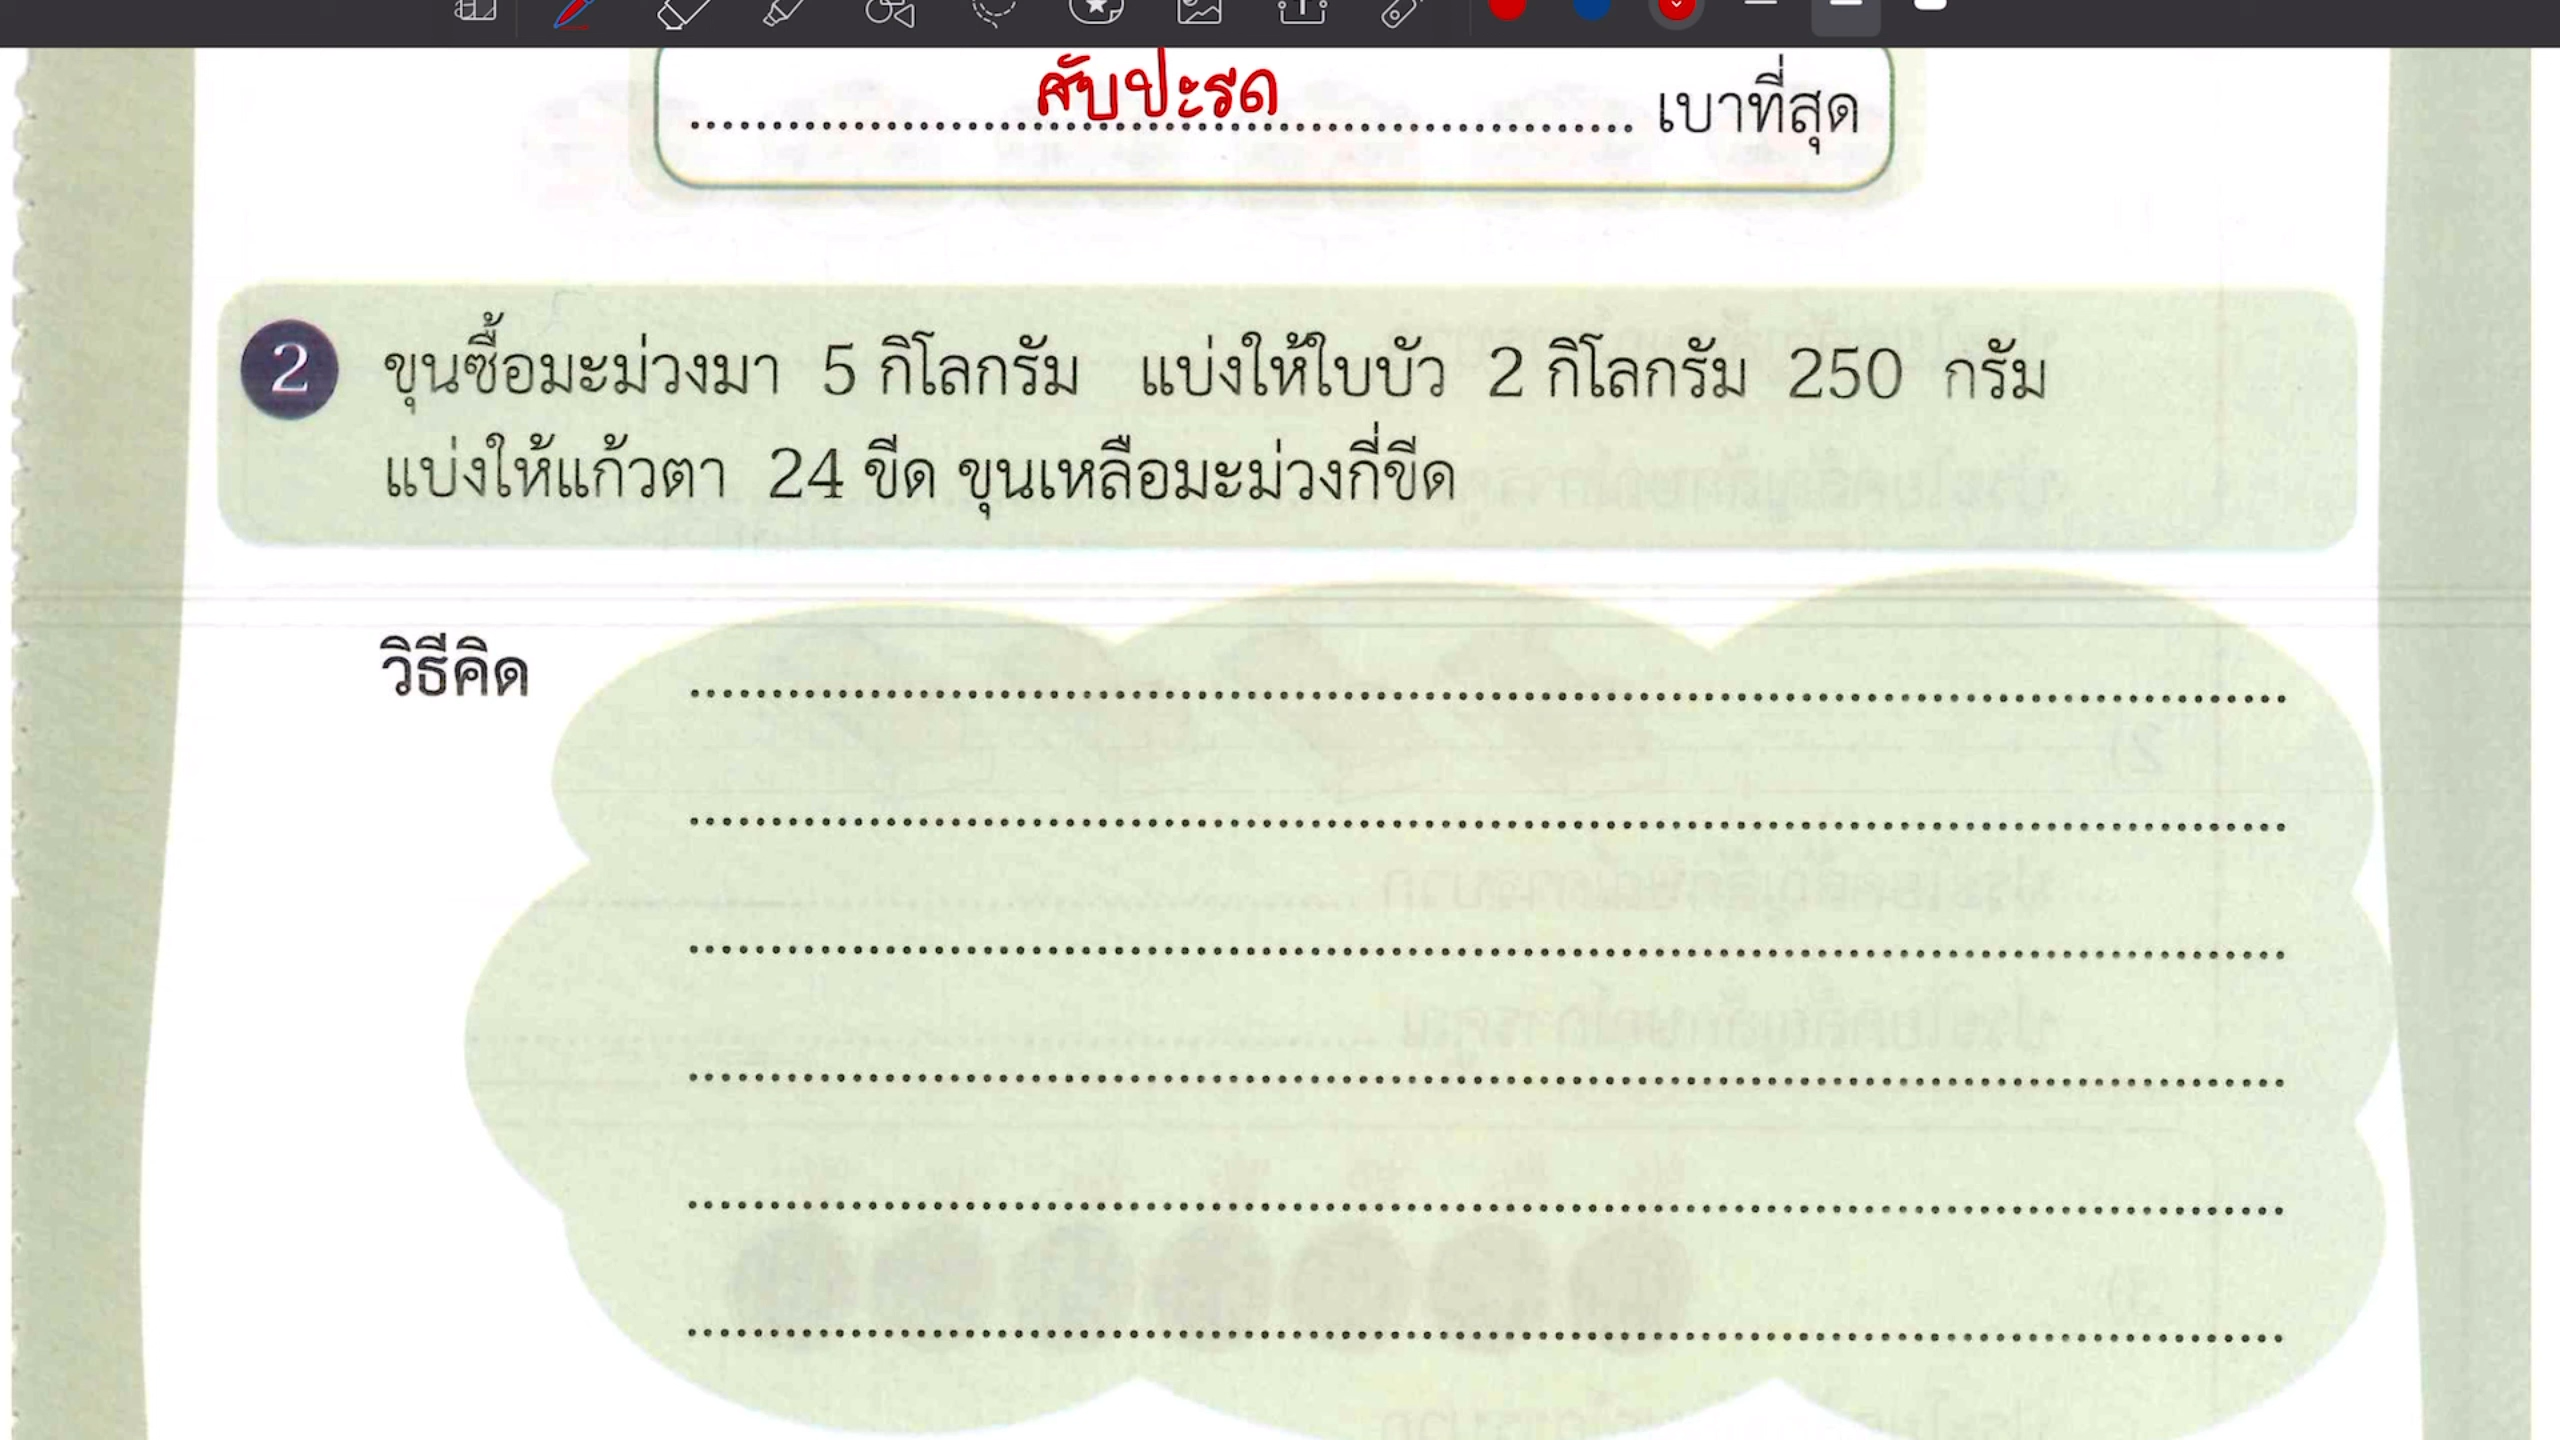 สับปะรด เบาที่สุด
2 ขุนซื้อมะม่วงมา 5 กิโลกรัม แบ่งให้ใบบัว 2 กิโลกรัม 250 กรัม
แบ่งให้แก้วตา 24 ขีด ขุนเหลือมะม่วงกี่ขีด
วิธีคิด